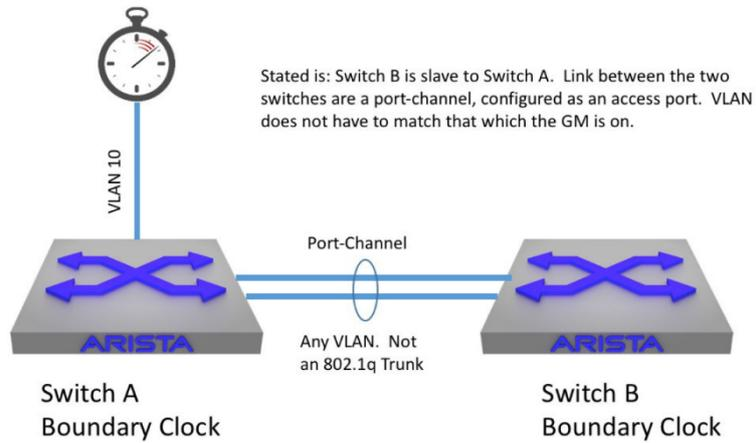 Stated is: Switch B is slave to Switch A. Link between the two
switches are a port-channel, configured as an access port. VLAN
does not have to match that which the GM is on.
VLAN 10
Port-Channel
Any VLAN. Not
an 802.1q Trunk
ARISTA
ARISTA
Switch A
Boundary Clock
Switch B
Boundary Clock